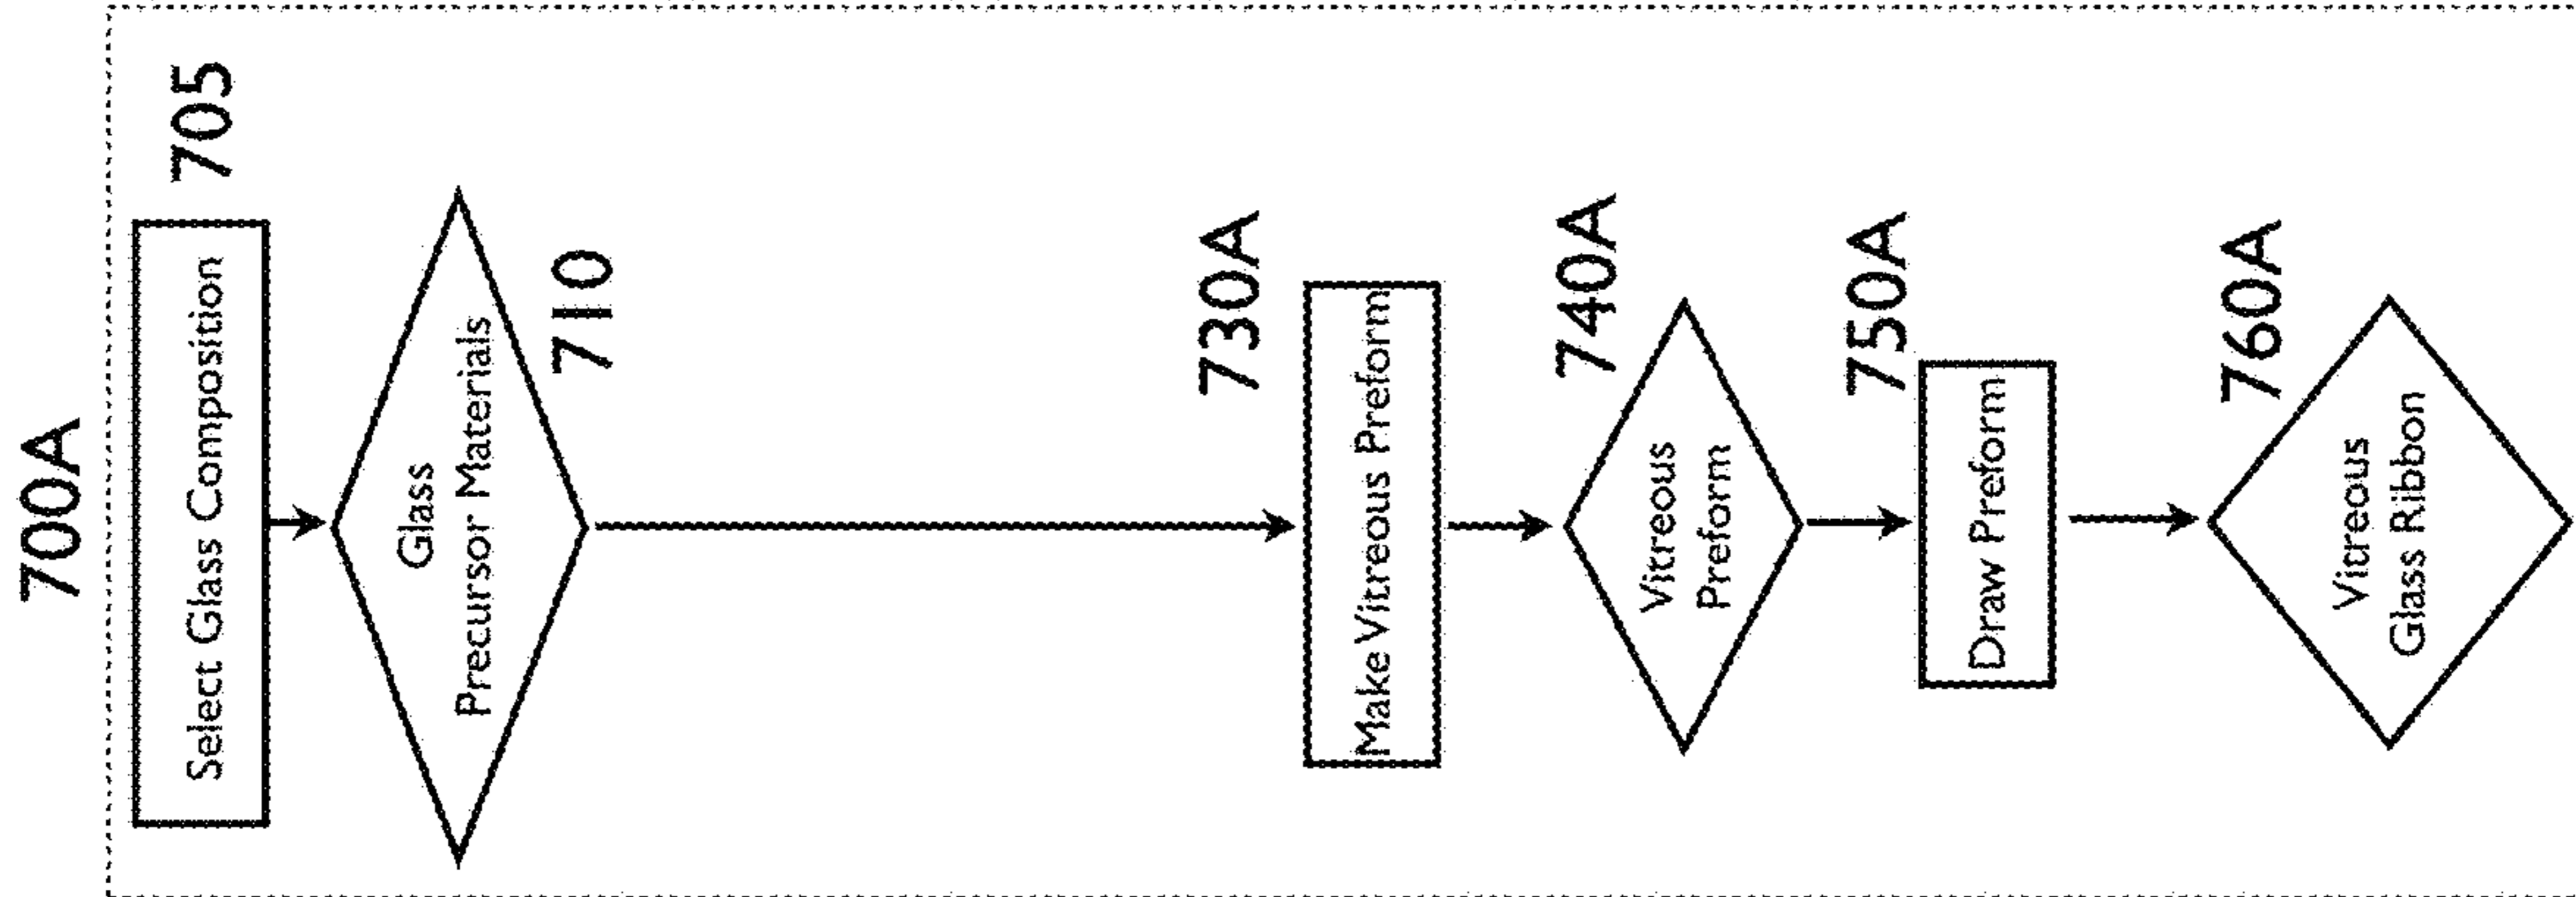 700A
Select Glass Composition
705
Glass
Precursor Materials
710
730A
Make Vitreous Preform
740A
Vitreous
Preform
750A
Draw Preform
760A
Vitreous
Glass Ribbon